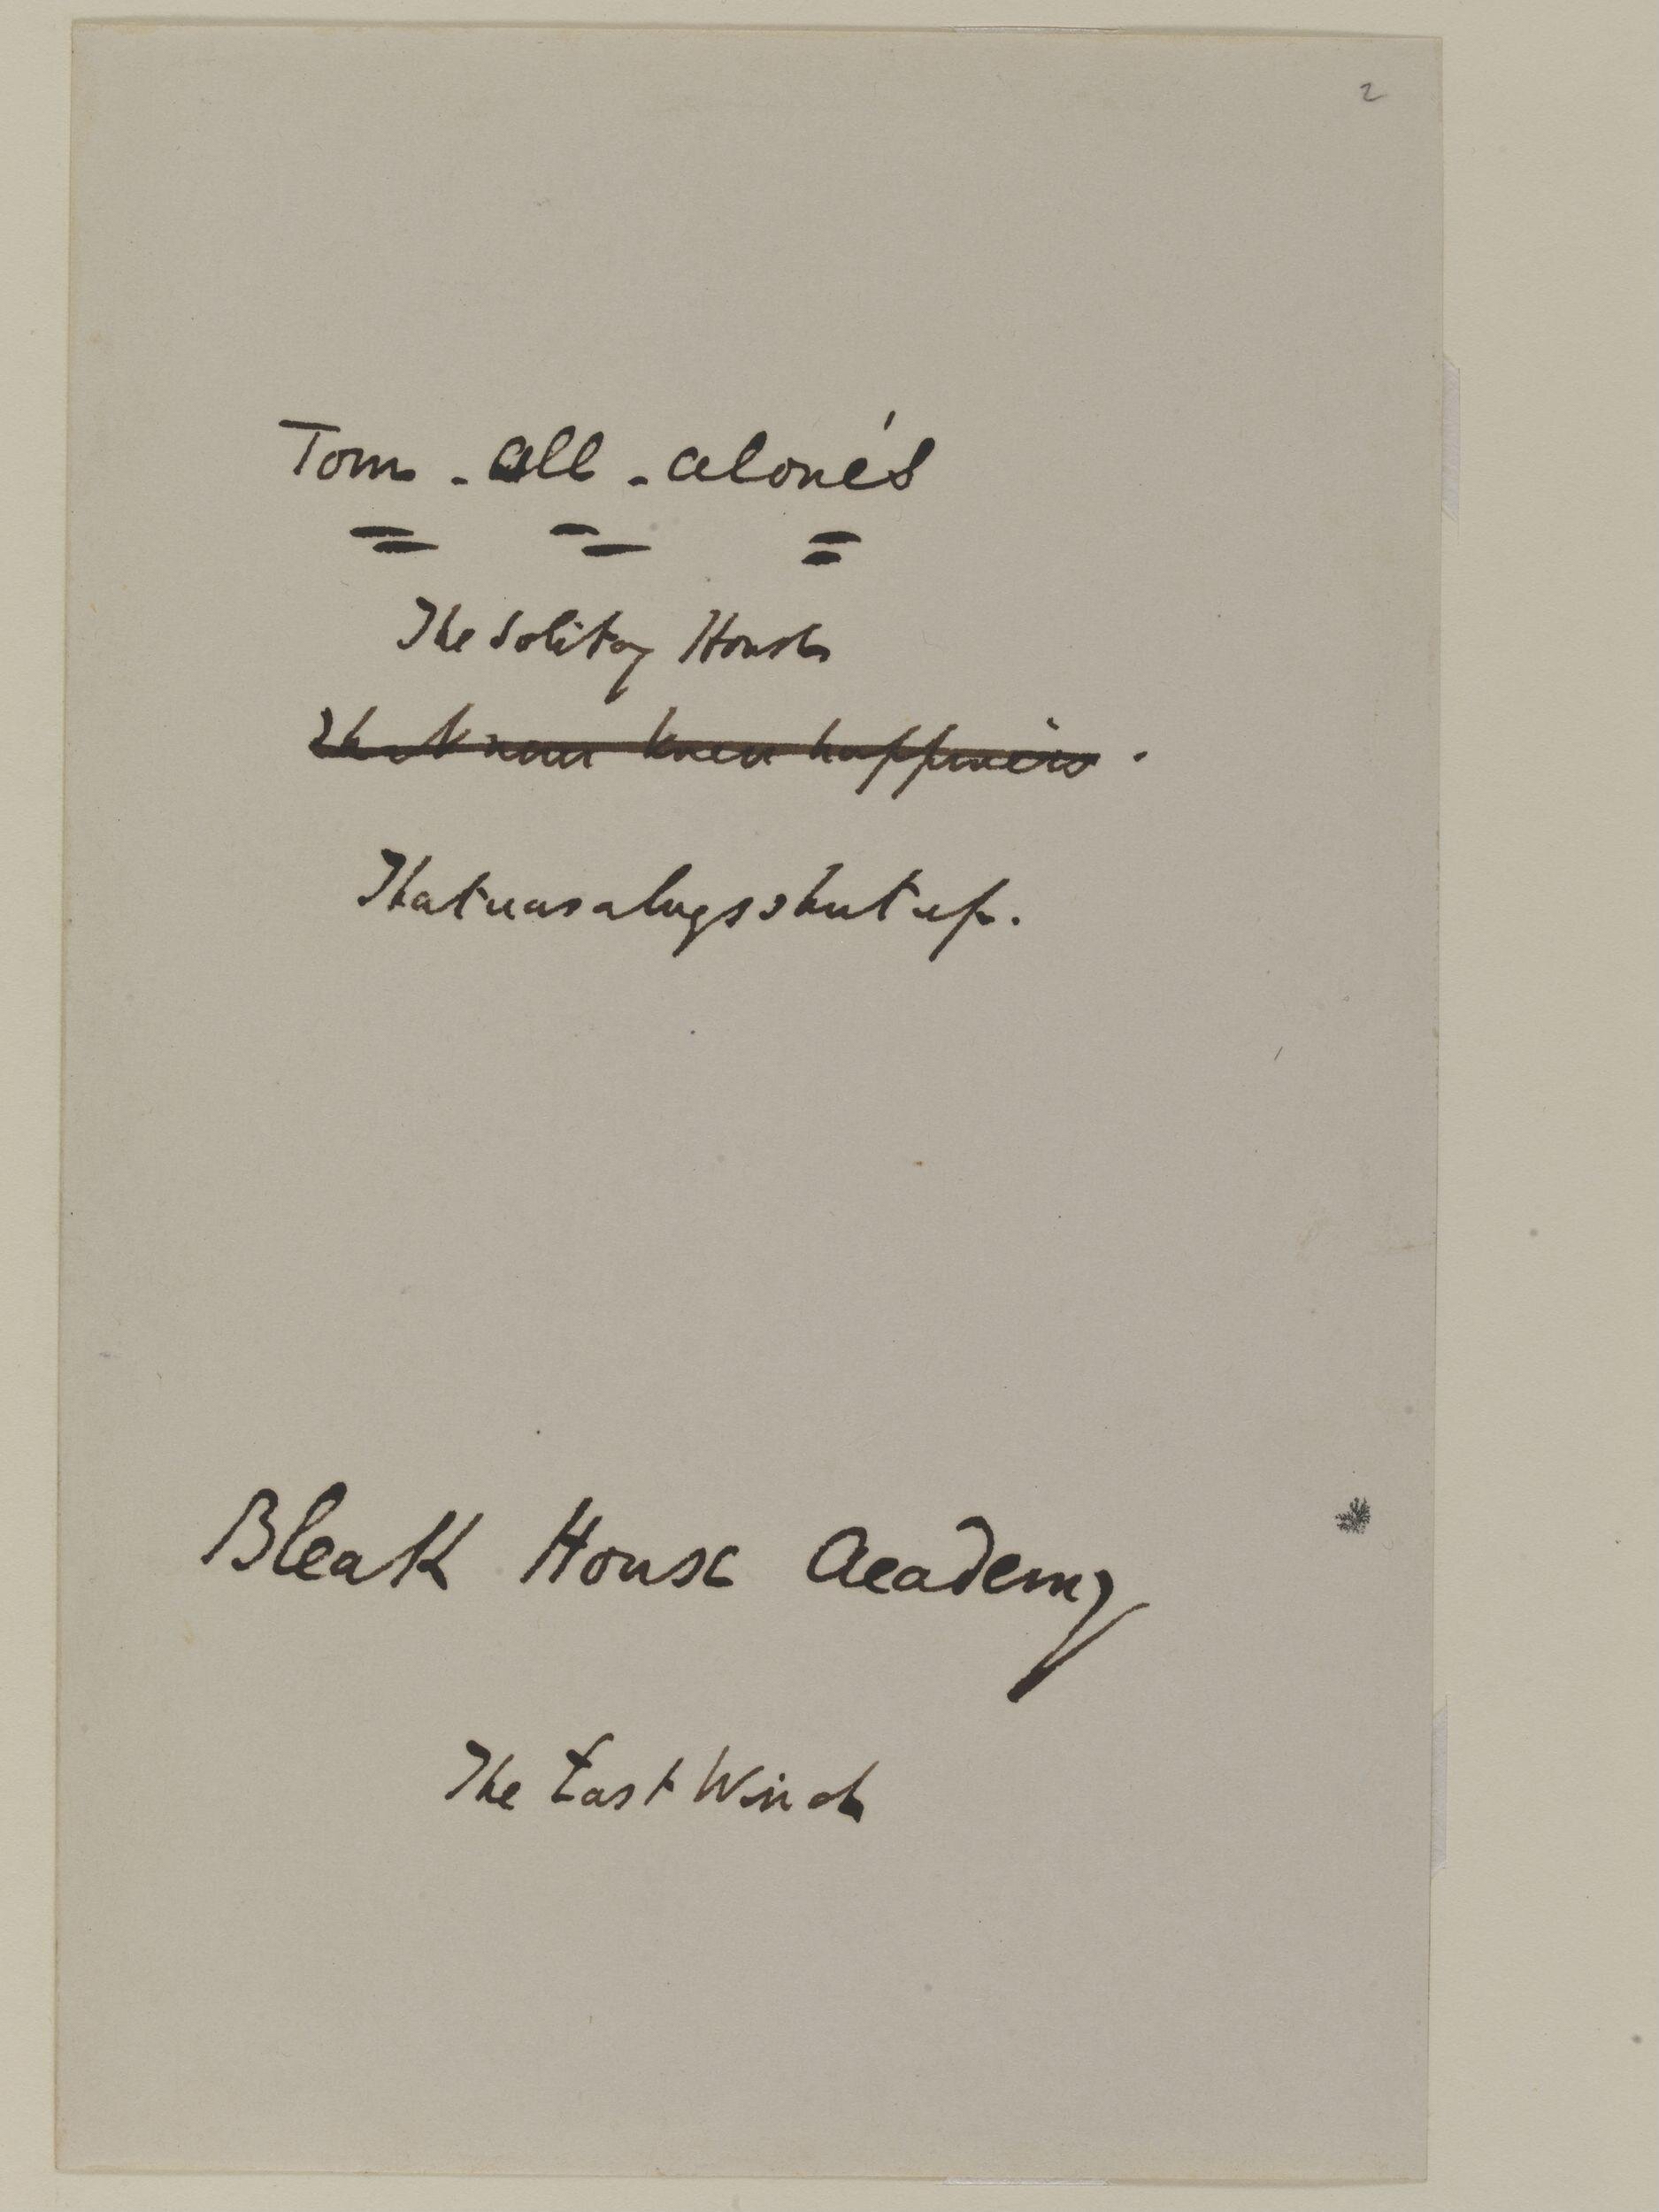 2
Tom-all-alone's
The Solitary House
That never knew happiness.
That was always shut up.
Bleak House Academy
The East Wind